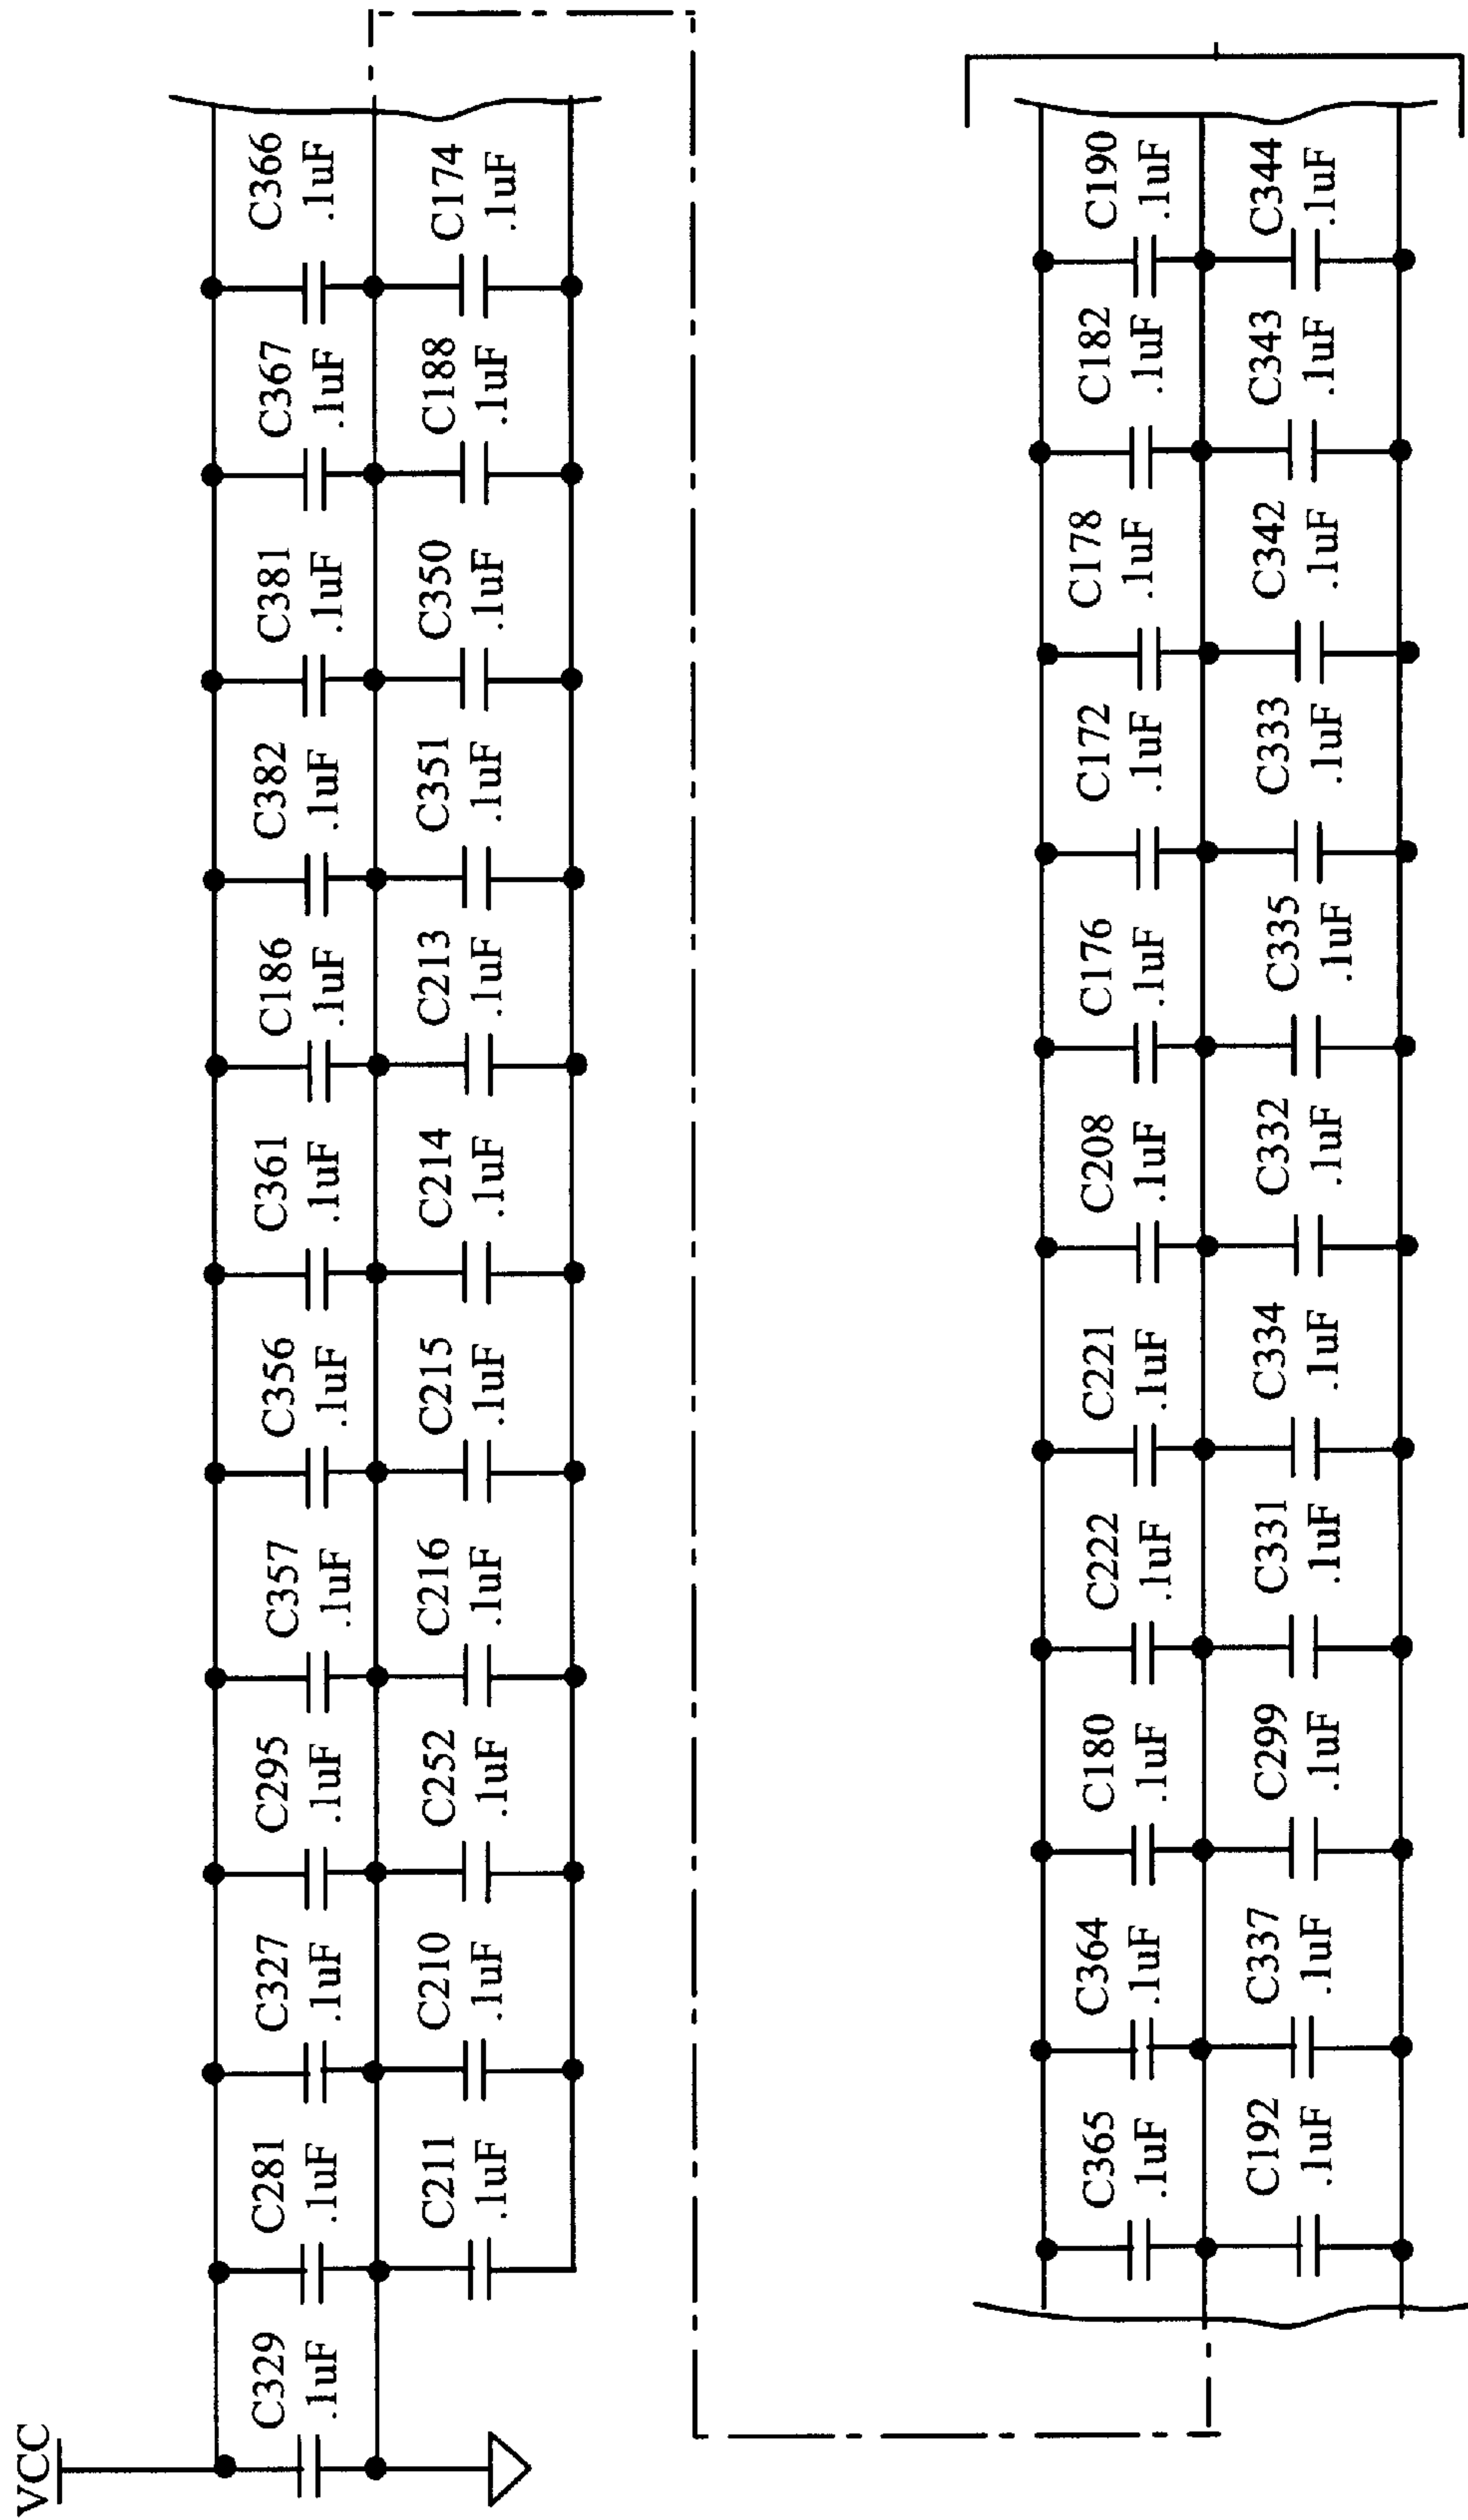 VCC
C329 C281 C327 C295 C357 C356 C361 C186 C382 C381 C367 C366
.1uF .1uF .1uF .1uF .1uF .1uF .1uF .1uF .1uF .1uF .1uF .1uF
C211 C210 C252 C216 C215 C214 C213 C351 C350 C188 C174
.1uF .1uF .1uF .1uF .1uF .1uF .1uF .1uF .1uF .1uF .1uF
C365 C364 C180 C222 C221 C208 C176 C172 C178 C182 C190
.1uF .1uF .1uF .1uF .1uF .1uF .1uF .1uF .1uF .1uF .1uF
C192 C337 C299 C331 C334 C332 C335 C333 C342 C343 C344
.1uF .1uF .1uF .1uF .1uF .1uF .1uF .1uF .1uF .1uF .1uF